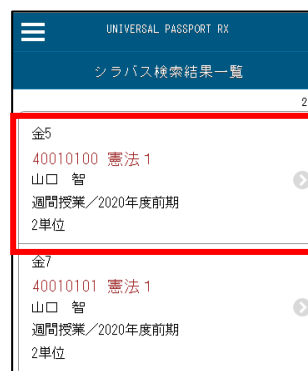 UNIVERSAL PASSPORT RX
シラバス検索結果一覧
2
金5
40010100 憲法1
山口 智
週間授業／2020年度前期
2単位
金7
40010101 憲法1
山口 智
週間授業／2020年度前期
2単位